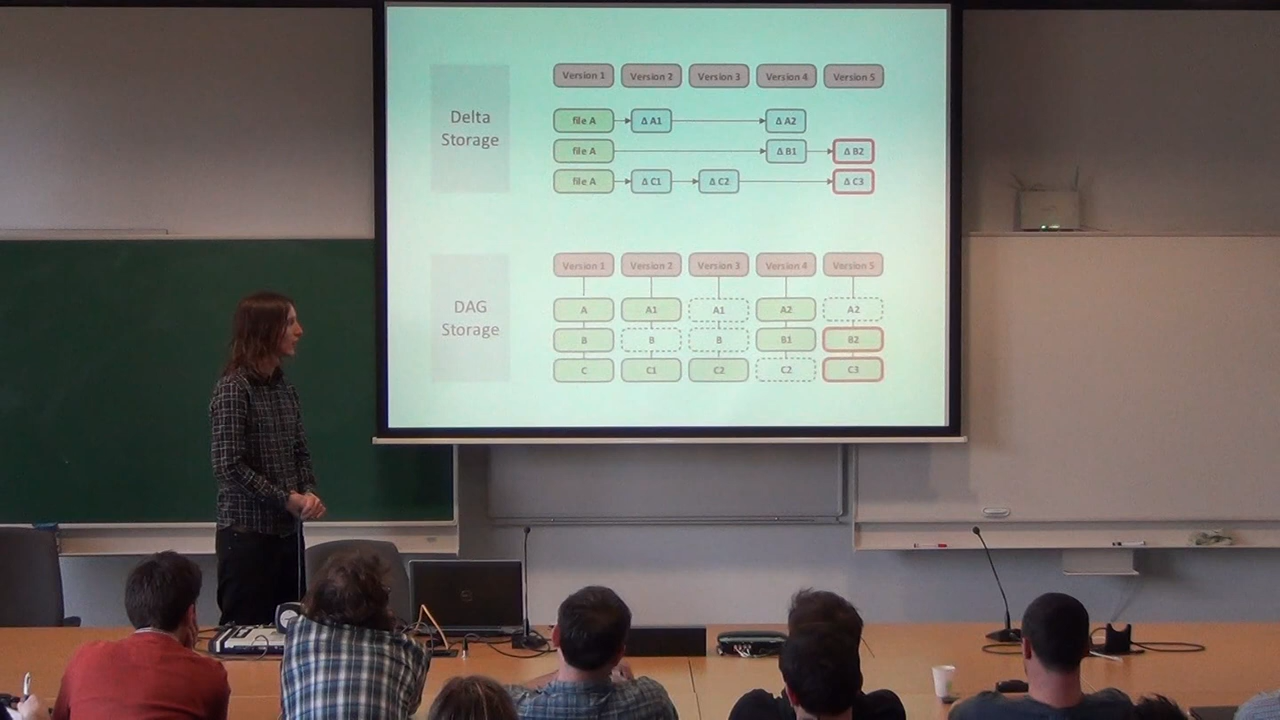 Delta
Storage
Version 1 Version 2 Version 3 Version 4 Version 5
file A Δ A1 Δ A2
file A Δ B1 Δ B2
file A Δ C1 Δ C2 Δ C3
DAG
Storage
Version 1 Version 2 Version 3 Version 4 Version 5
A A1 A1 A2 A2
B B B B1 B2
C C1 C2 C2 C3